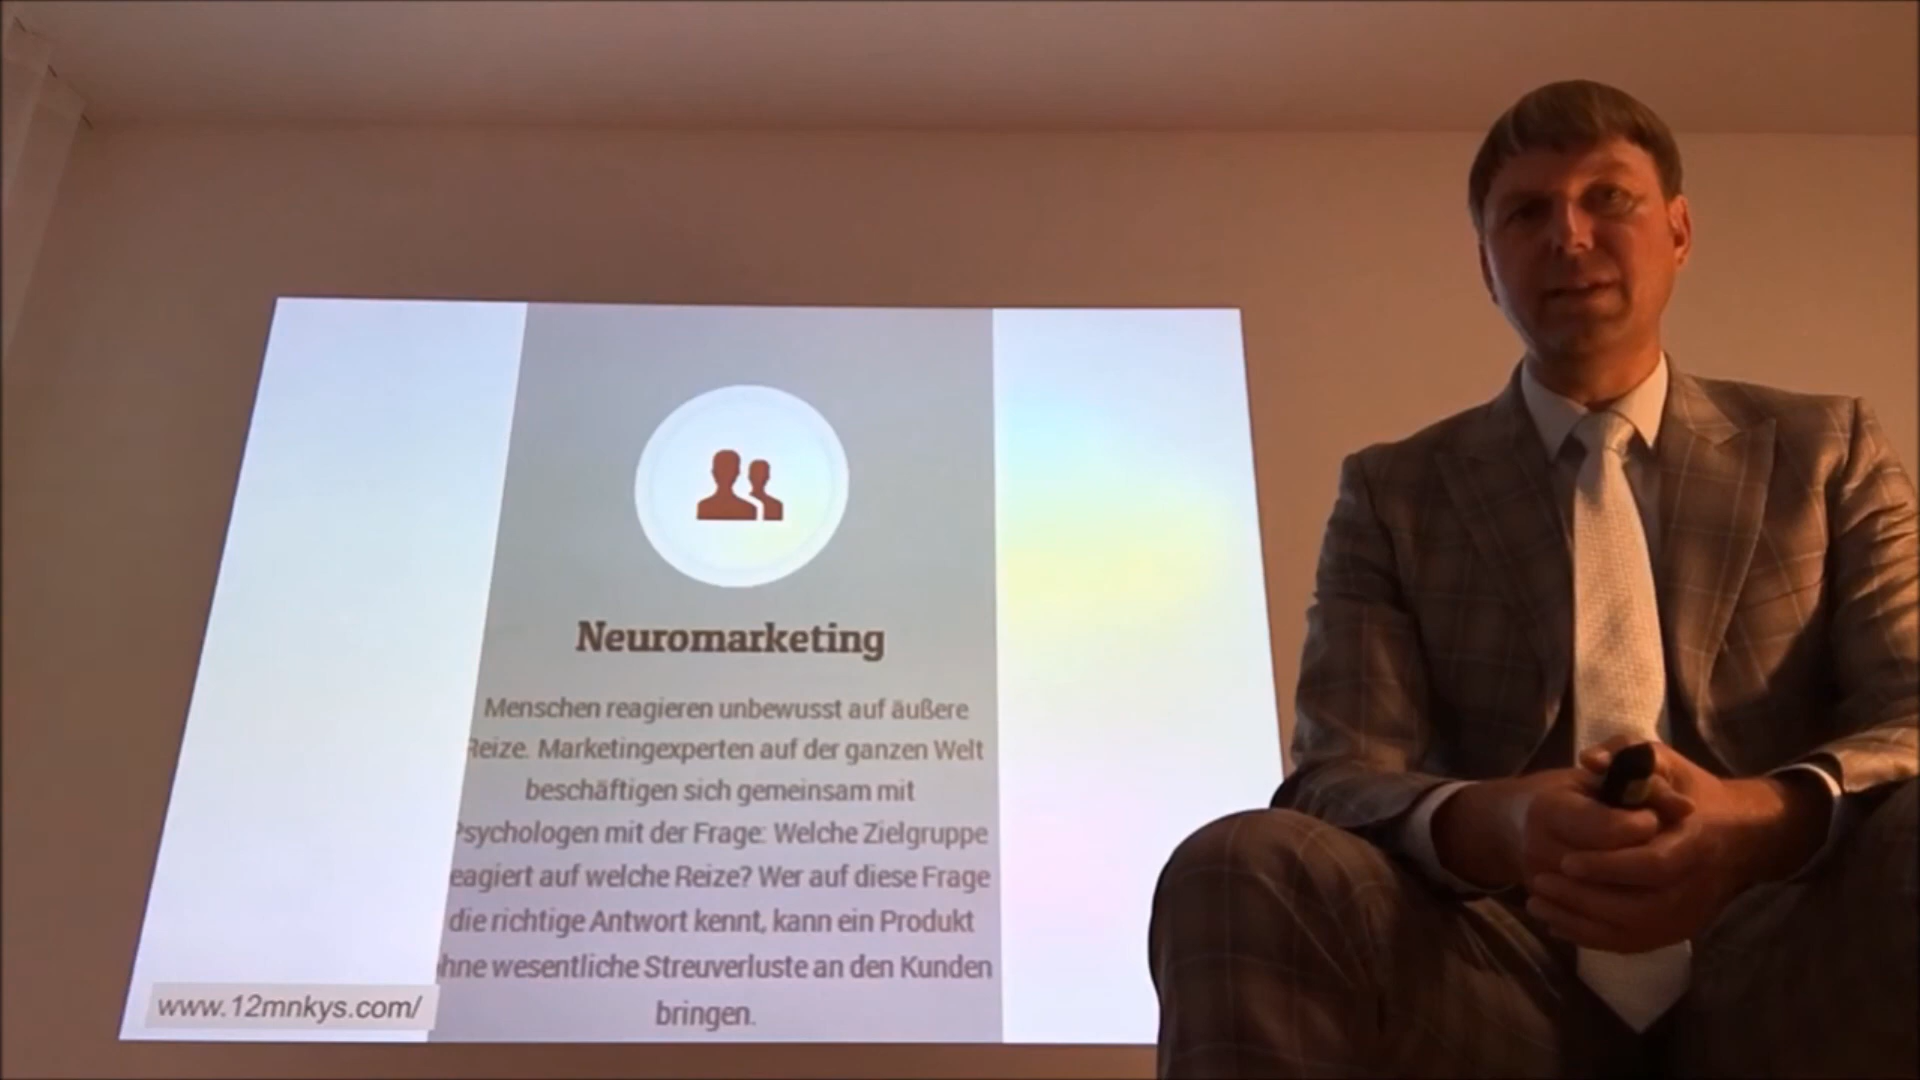 Neuromarketing
Menschen reagieren unbewusst auf äußere
Reize. Marketingexperten auf der ganzen Welt
beschäftigen sich gemeinsam mit
Psychologen mit der Frage: Welche Zielgruppe
eagiert auf welche Reize? Wer auf diese Frage
die richtige Antwort kennt, kann ein Produkt
hne wesentliche Streuverluste an den Kunden
bringen.
www.12mnkys.com/